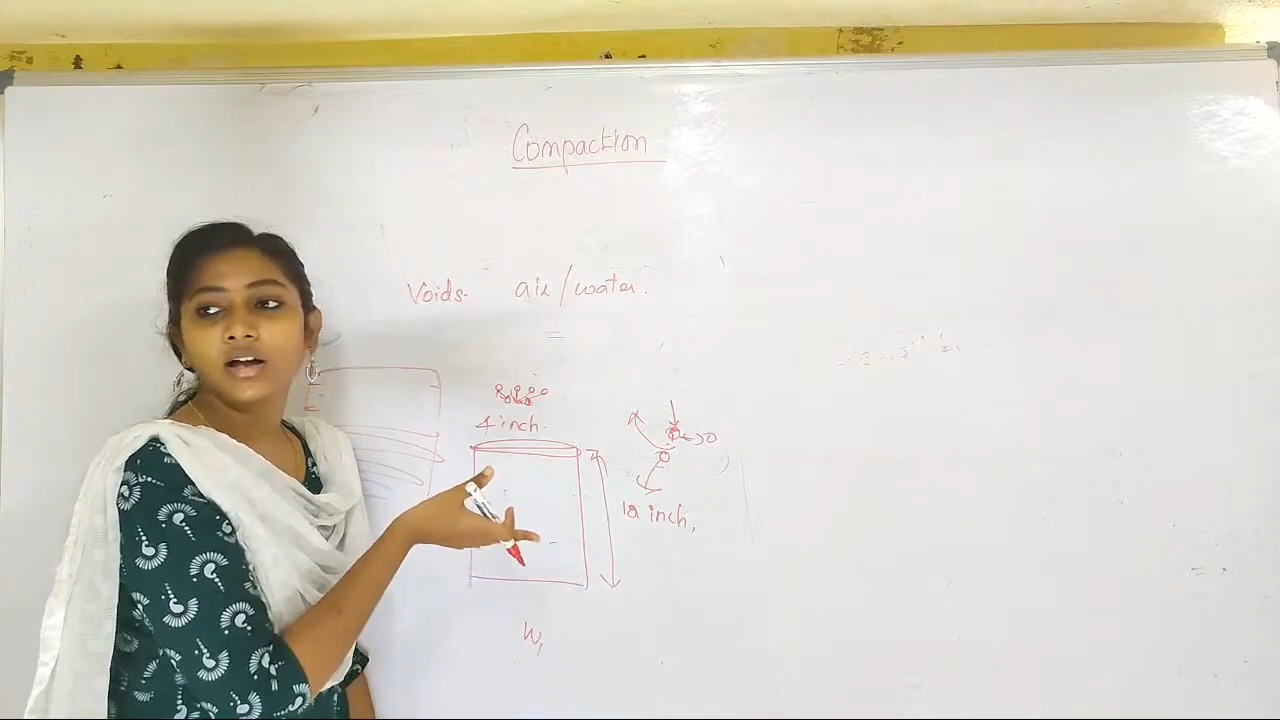 Compaction
Voids. air/water.
4 inch.
12 inch,
W1